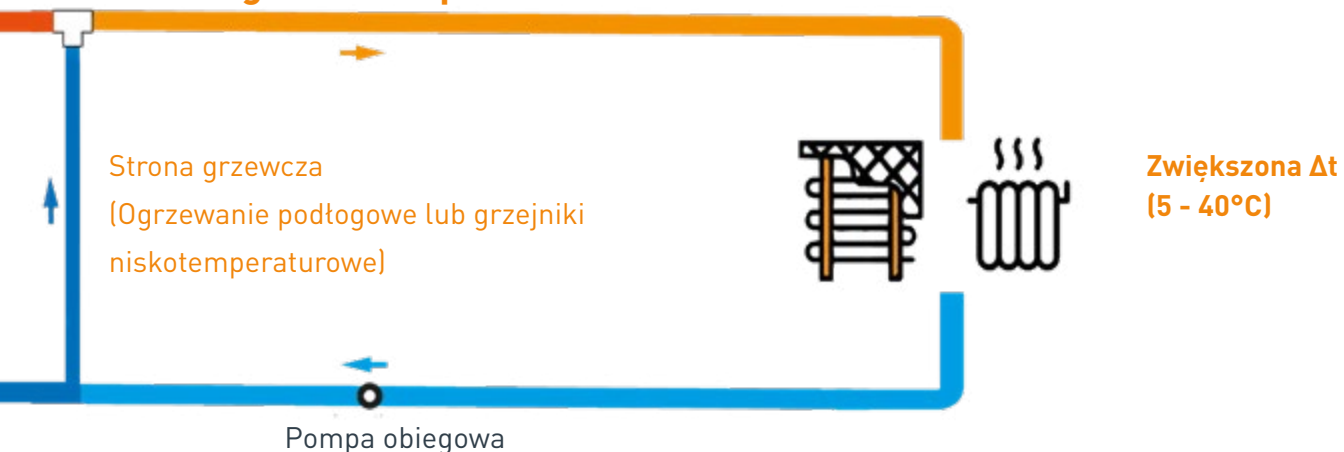 Strona grzewcza
(Ogrzewanie podłogowe lub grzejniki
niskotemperaturowe)
Zwiększona Δt
(5 - 40°C)
Pompa obiegowa